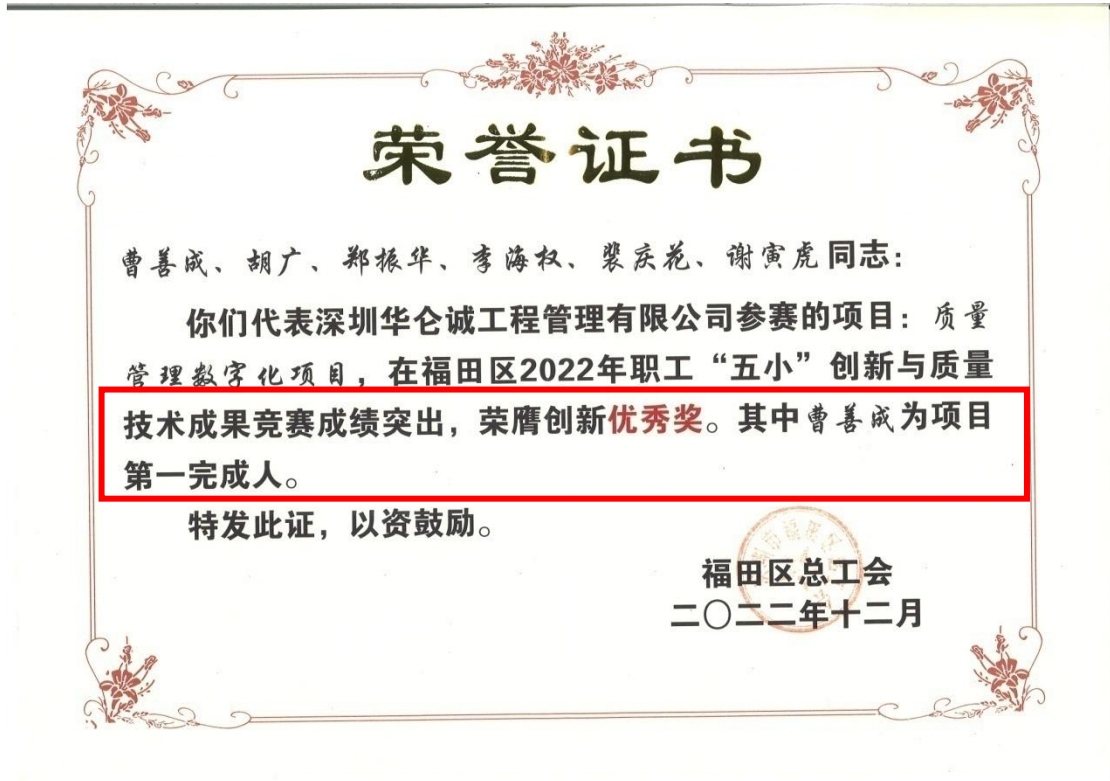 荣誉证书
曹善成、胡广、郑振华、李海权、裴庆花、谢寅虎同志：
你们代表深圳华仑诚工程管理有限公司参赛的项目：质量
管理数字化项目，在福田区2022年职工“五小”创新与质量
技术成果竞赛成绩突出，荣膺创新优秀奖。其中曹善成为项目
第一完成人。
特发此证，以资鼓励。
福田区总工会
二〇二二年十二月